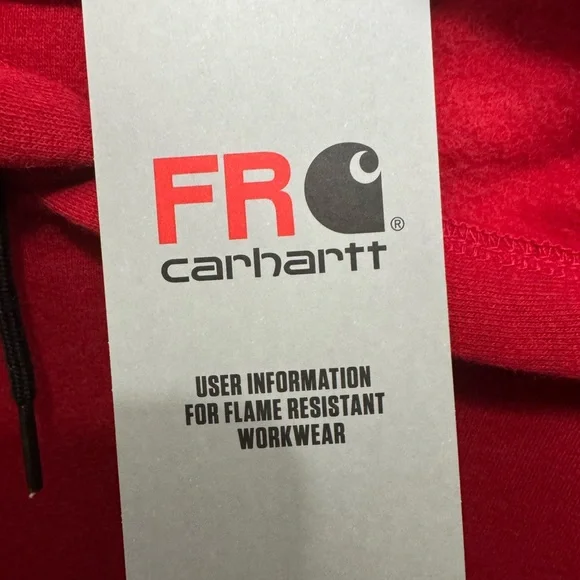 FR
carhartt®
USER INFORMATION
FOR FLAME RESISTANT
WORKWEAR